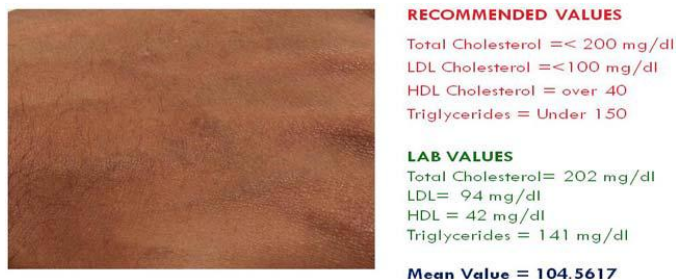 RECOMMENDED VALUES
Total Cholesterol =< 200 mg/dl
LDL Cholesterol =<100 mg/dl
HDL Cholesterol = over 40
Triglycerides = Under 150
LAB VALUES
Total Cholesterol= 202 mg/dl
LDL= 94 mg/dl
HDL = 42 mg/dl
Triglycerides = 141 mg/dl
Mean Value = 104.5617